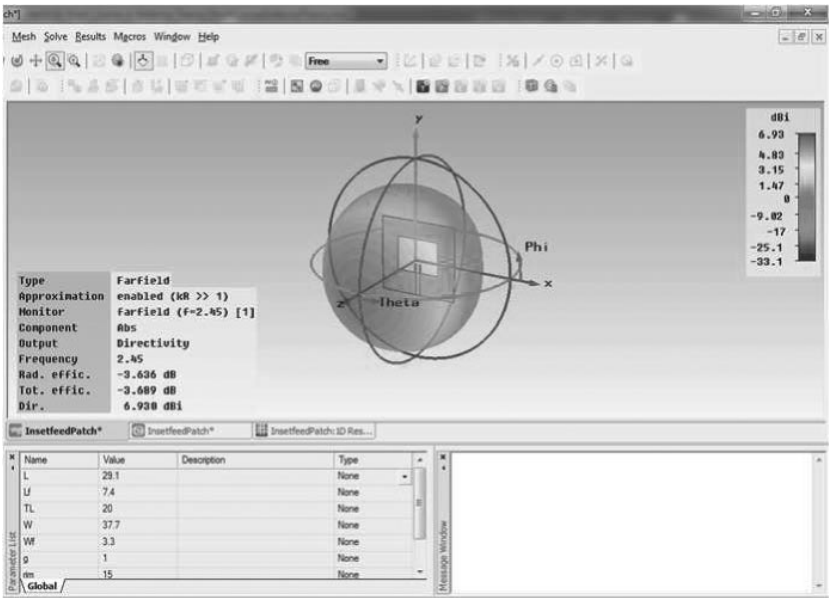 ch*]
Mesh Solve Results Macros Window Help
Free
dBi
6.93
4.83
3.15
1.47
0
-9.02
-17
-25.1
-33.1
y
Phi
x
z
Theta
Type Farfield
Approximation enabled (kR >> 1)
Monitor farfield (f=2.45) [1]
Component Abs
Output Directivity
Frequency 2.45
Rad. effic. -3.636 dB
Tot. effic. -3.689 dB
Dir. 6.930 dBi
InsetfeedPatch* InsetfeedPatch* InsetfeedPatch: 1D Res...
Name Value Description Type
L 29.1 None
Lf 7.4 None
TL 20 None
W 37.7 None
Wf 3.3 None
g 1 None
15 None
Global
Parameter List
Message Window